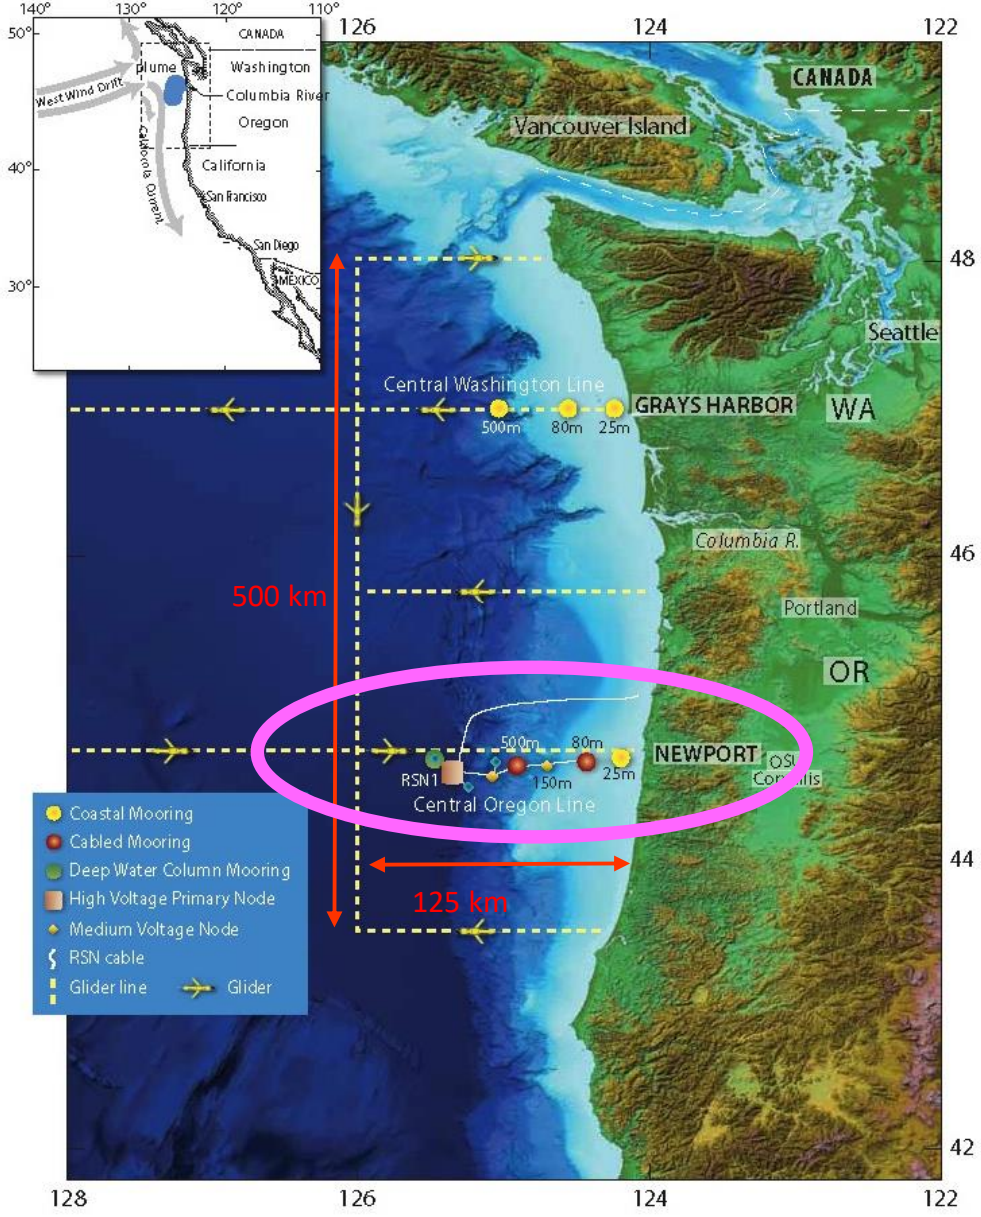 140° 130° 120° 110°
50°
40°
30°
CANADA
Washington
Columbia River
Oregon
California
San Francisco
San Diego
MEXICO
plume
West Wind Drift
California Current
126 124 122
CANADA
Vancouver Island
48
Seattle
Central Washington Line
500m 80m 25m
GRAYS HARBOR
WA
Columbia R.
46
500 km
Portland
OR
500m 80m
NEWPORT
OSU
Corvallis
RSN1
150m
25m
Central Oregon Line
Coastal Mooring
Cabled Mooring
Deep Water Column Mooring
High Voltage Primary Node
Medium Voltage Node
RSN cable
Glider line Glider
44
125 km
42
128 126 124 122